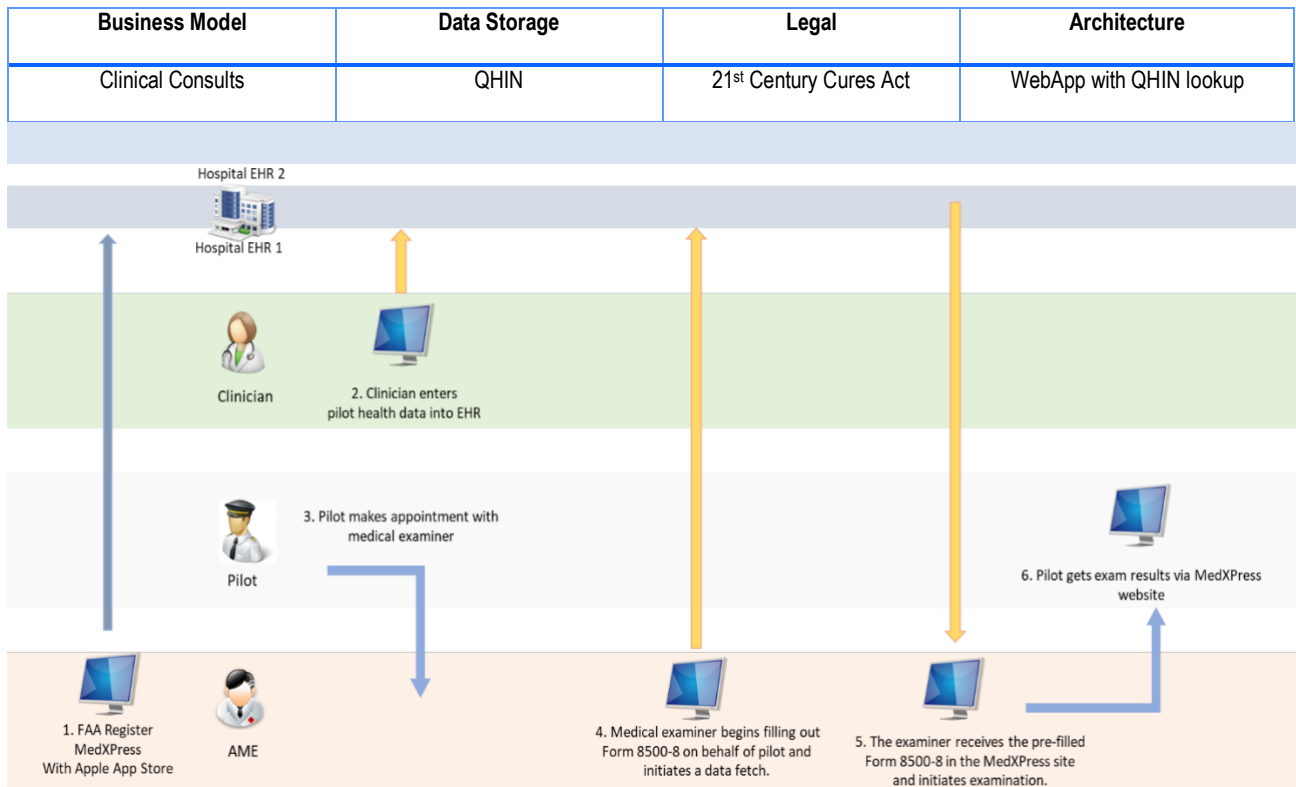 Business Model
Data Storage
Legal
Architecture
Clinical Consults
QHIN
21st Century Cures Act
WebApp with QHIN lookup
Hospital EHR 2
Hospital EHR 1
Clinician
2. Clinician enters
pilot health data into EHR
3. Pilot makes appointment with
medical examiner
Pilot
6. Pilot gets exam results via MedXPress
website
1. FAA Register
MedXPress
With Apple App Store
AME
4. Medical examiner begins filling out
Form 8500-8 on behalf of pilot and
initiates a data fetch.
5. The examiner receives the pre-filled
Form 8500-8 in the MedXPress site
and initiates examination.